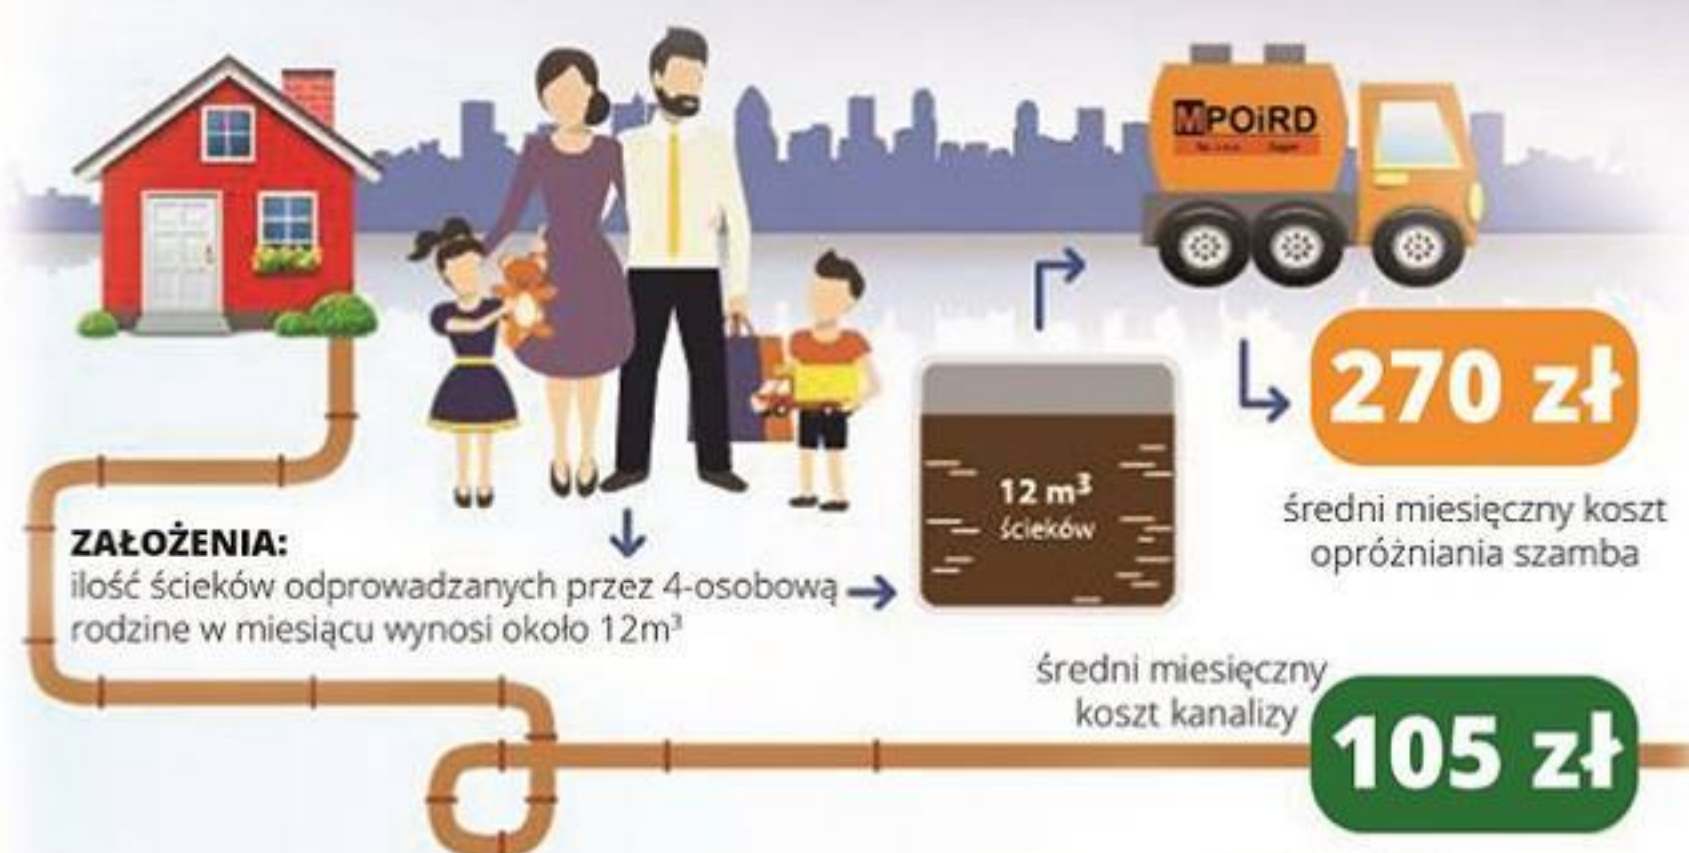 MPOiRD
270 zł
średni miesięczny koszt
opróżniania szamba
12 m³
ścieków
ZAŁOŻENIA:
ilość ścieków odprowadzanych przez 4-osobową
rodzine w miesiącu wynosi około 12m³
średni miesięczny
koszt kanalizy
105 zł